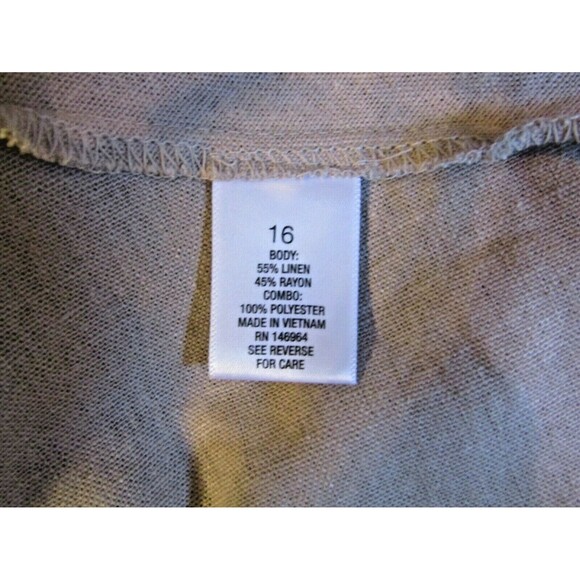 16
BODY:
55% LINEN
45% RAYON
COMBO:
100% POLYESTER
MADE IN VIETNAM
RN 146964
SEE REVERSE
FOR CARE